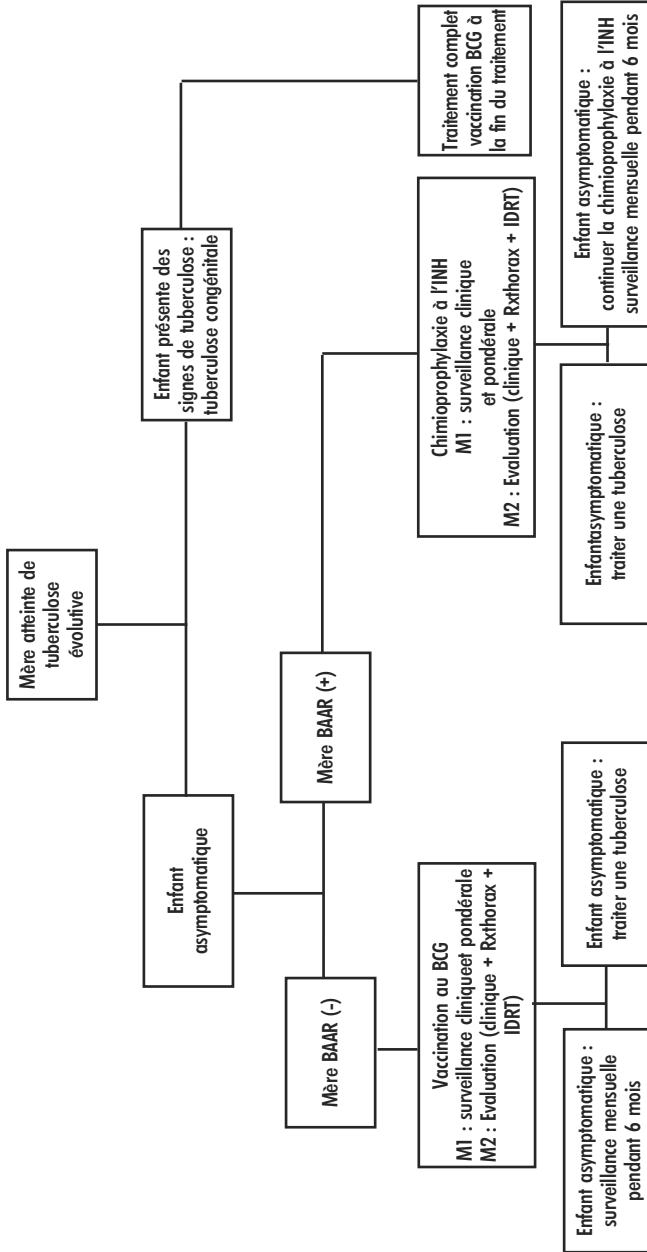 Mère atteinte de
tuberculose
évolutive
Enfant
asymptomatique
Enfant présente des
signes de tuberculose :
tuberculose congénitale
Mère BAAR (-)
Mère BAAR (+)
Vaccination au BCG
M1 : surveillance cliniqueet pondérale
M2 : Evaluation (clinique + Rxthorax +
IDRT)
Chimioprophylaxie à l'INH
M1 : surveillance clinique
et pondérale
M2 : Evaluation (clinique + Rxthorax + IDRT)
Traitement complet
vaccination BCG à
la fin du traitement
Enfant asymptomatique :
surveillance mensuelle
pendant 6 mois
Enfant asymptomatique :
traiter une tuberculose
Enfantasymptomatique :
traiter une tuberculose
Enfant asymptomatique :
continuer la chimioprophylaxie à l'INH
surveillance mensuelle pendant 6 mois